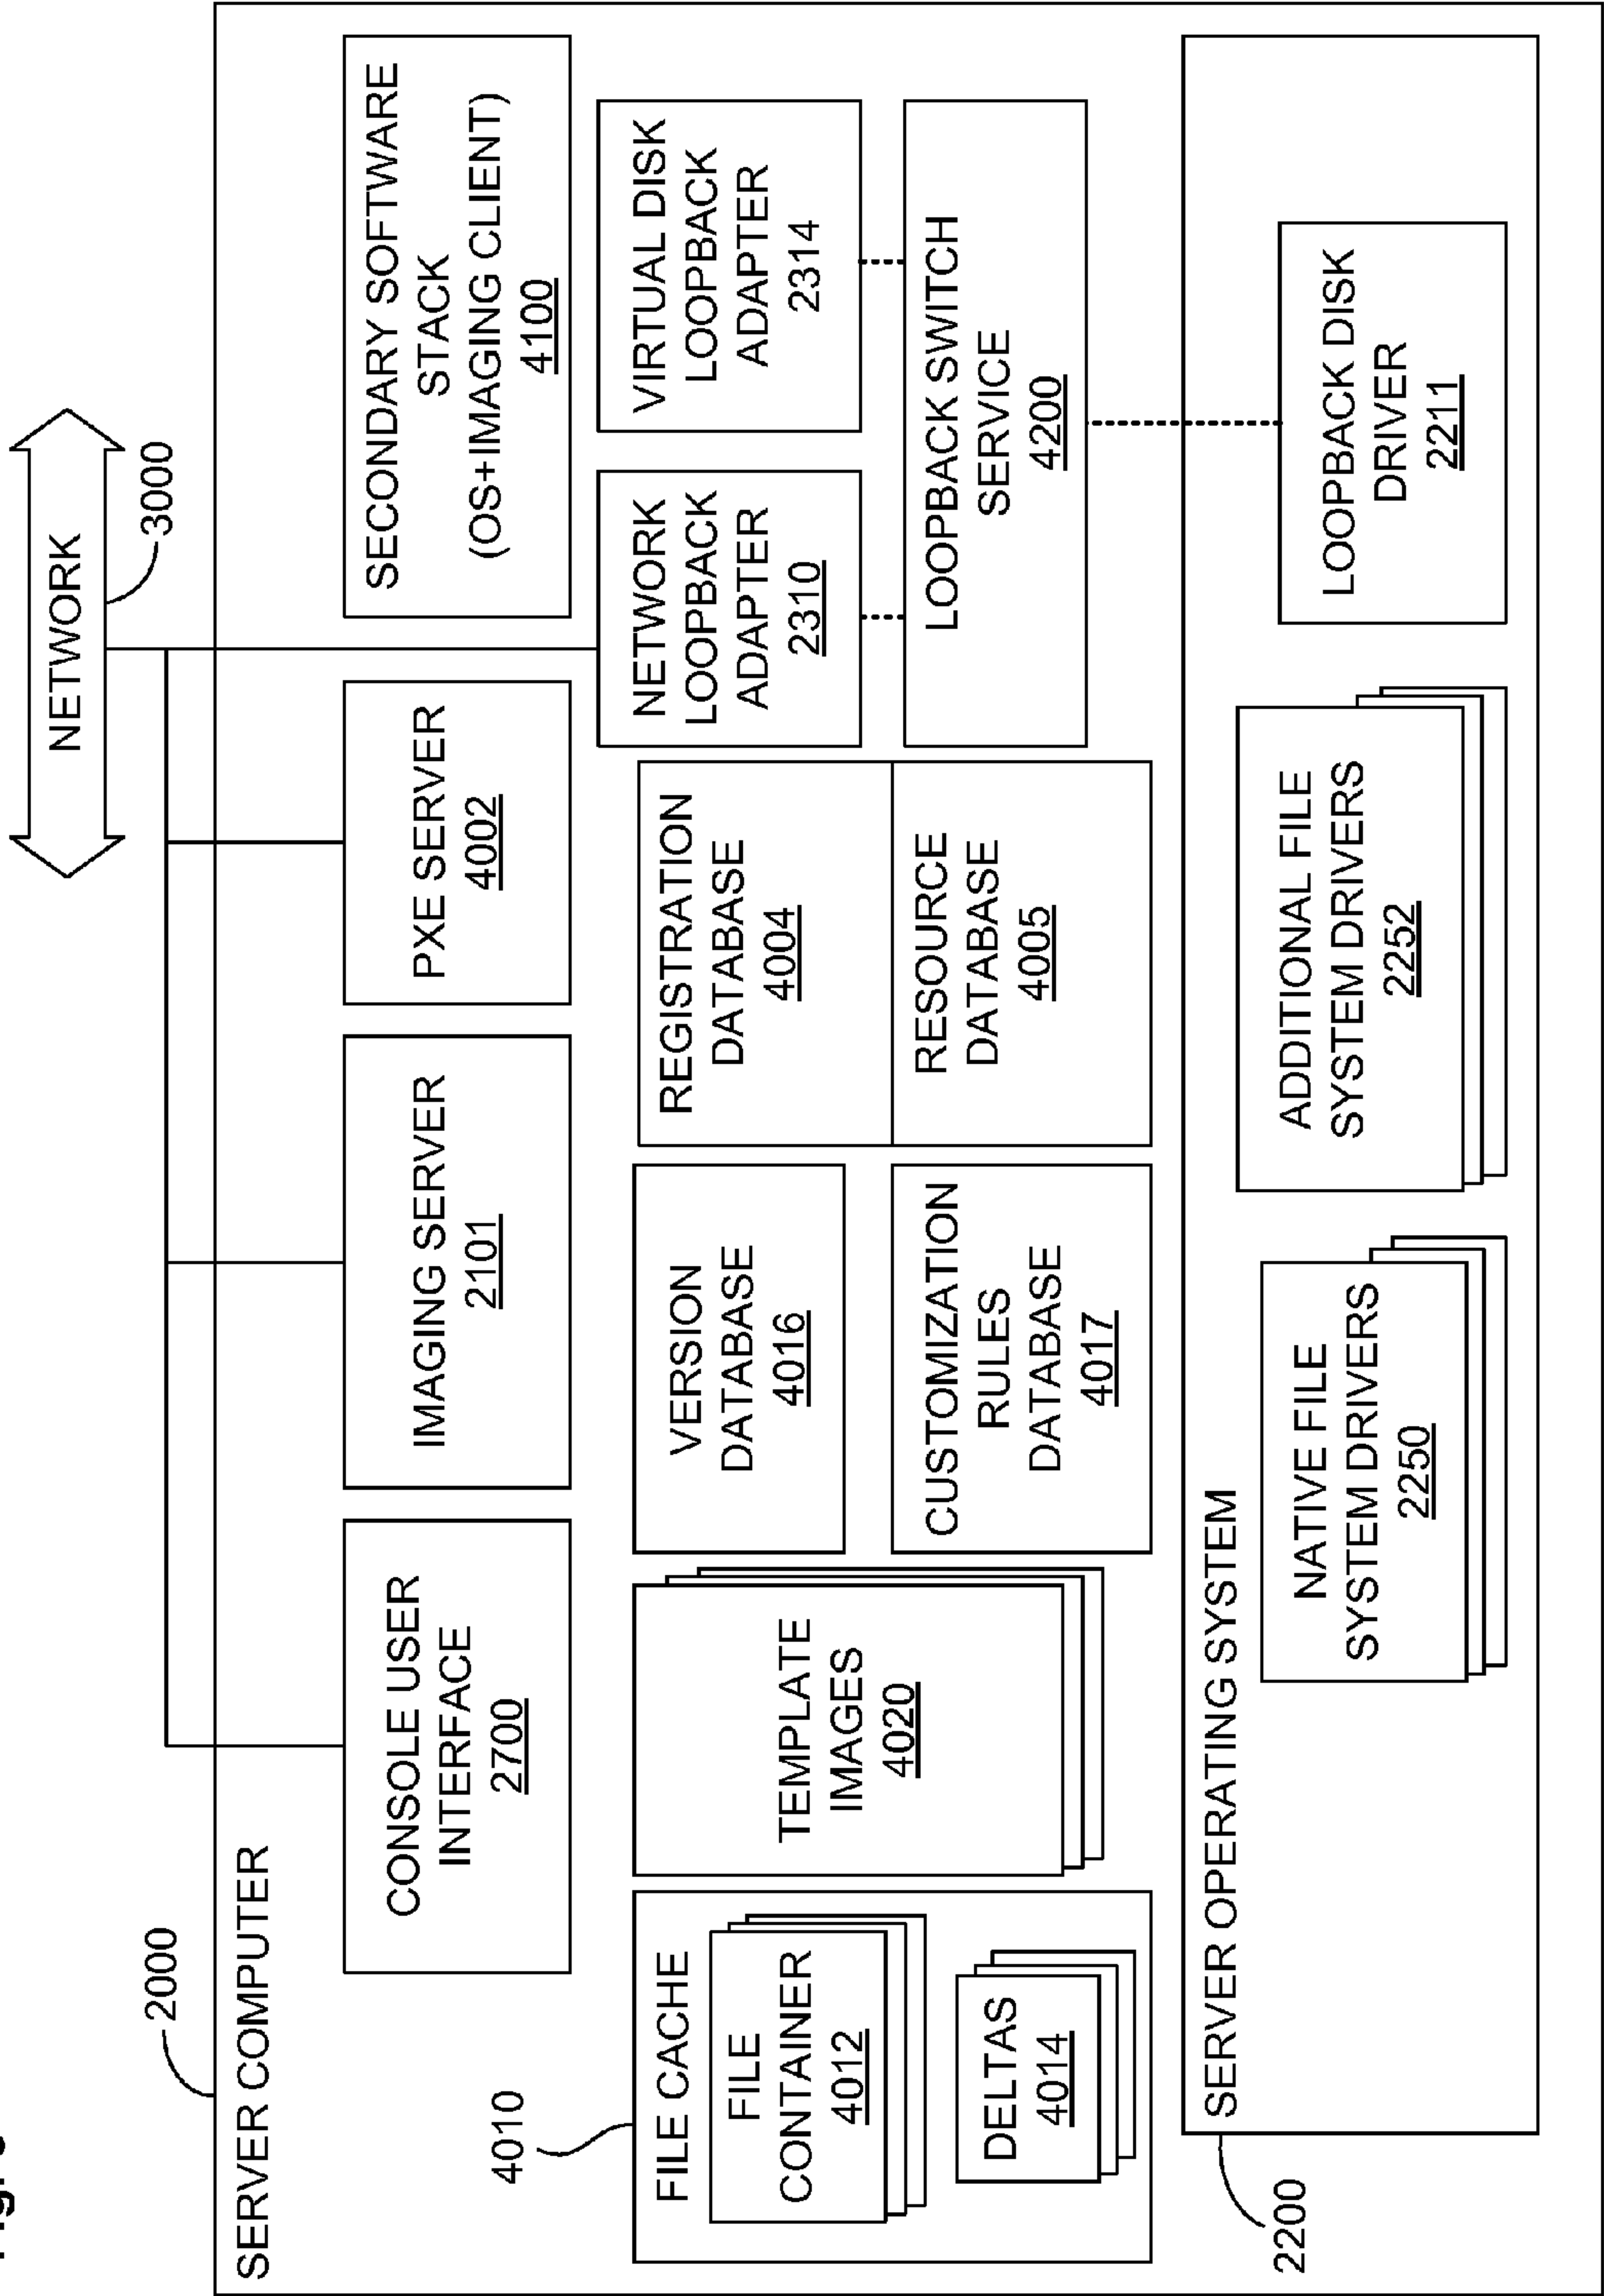 NETWORK
3000
2000
SERVER COMPUTER
CONSOLE USER
INTERFACE
2700
IMAGING SERVER
2101
PXE SERVER
4002
SECONDARY SOFTWARE
STACK
(OS+IMAGING CLIENT)
4100
4010
FILE CACHE
FILE
CONTAINER
4012
DELTAS
4014
TEMPLATE
IMAGES
4020
VERSION
DATABASE
4016
CUSTOMIZATION
RULES
DATABASE
4017
REGISTRATION
DATABASE
4004
RESOURCE
DATABASE
4005
NETWORK
LOOPBACK
ADAPTER
2310
VIRTUAL DISK
LOOPBACK
ADAPTER
2314
LOOPBACK SWITCH
SERVICE
4200
2200
SERVER OPERATING SYSTEM
NATIVE FILE
SYSTEM DRIVERS
2250
ADDITIONAL FILE
SYSTEM DRIVERS
2252
LOOPBACK DISK
DRIVER
2211